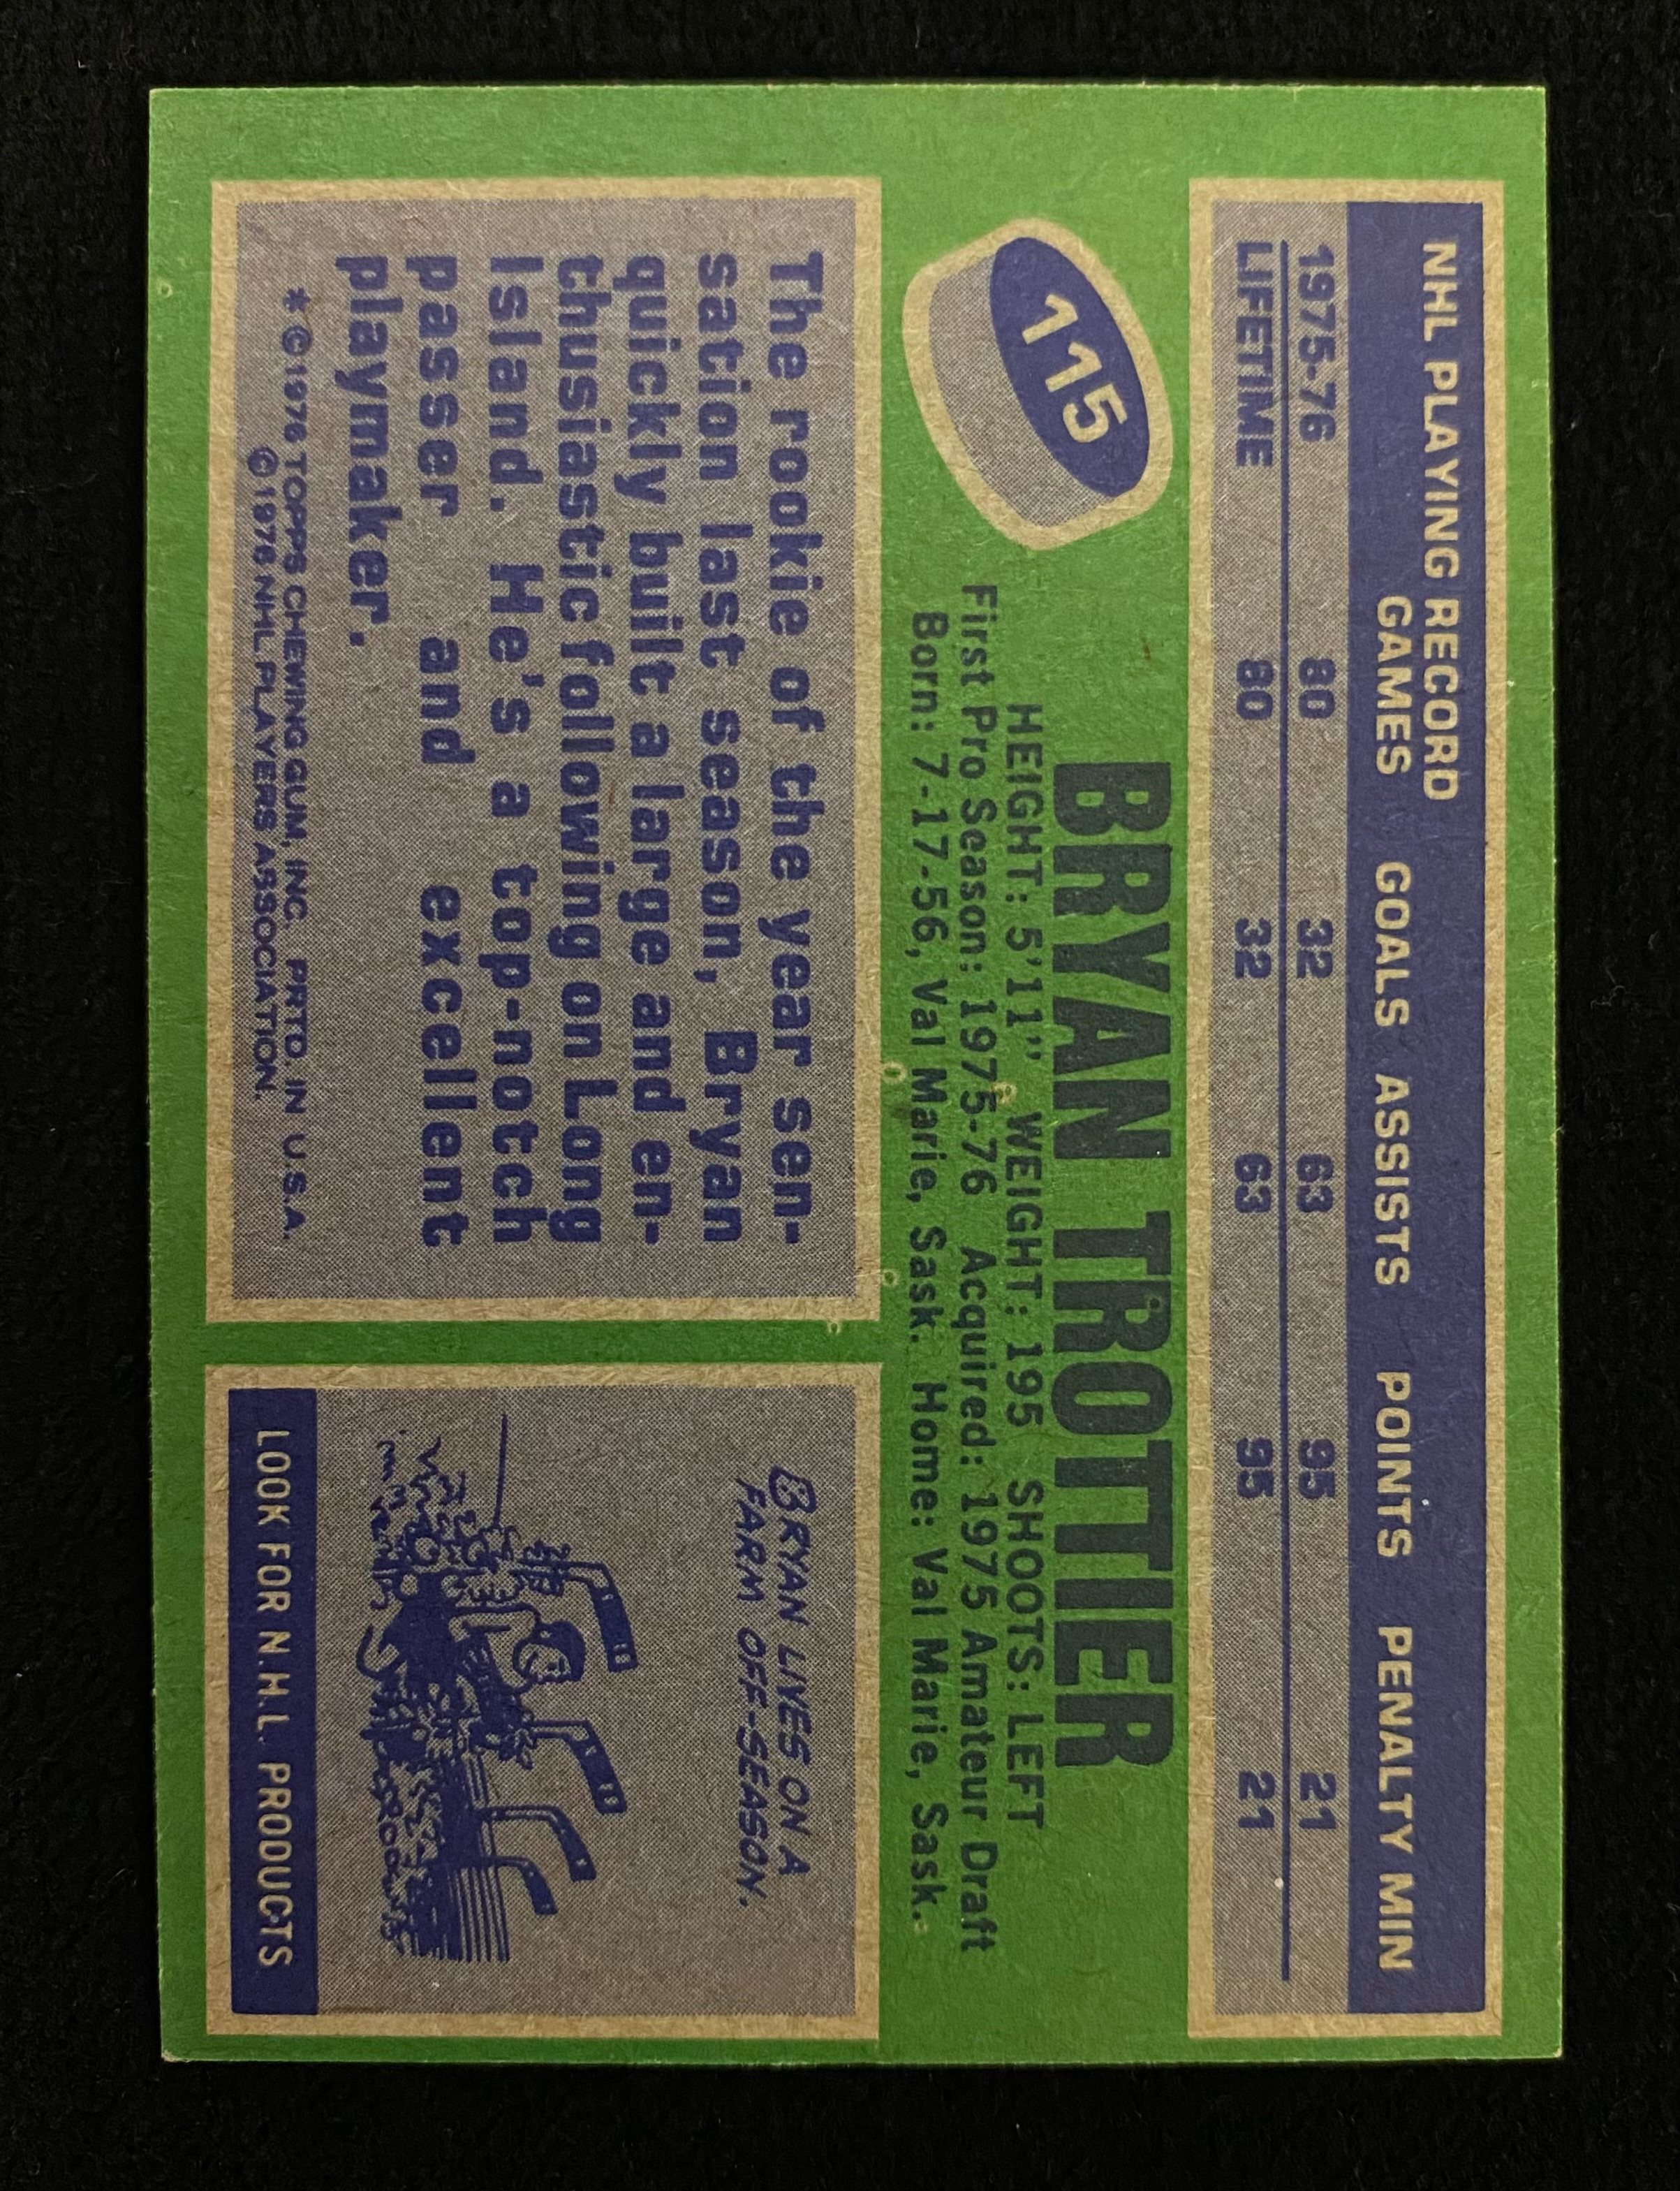 NHL PLAYING RECORD
GAMES GOALS ASSISTS POINTS PENALTY MIN
1975-76 80 32 63 95 21
LIFETIME 80 32 63 95 21
115
BRYAN TROTTIER
HEIGHT: 5'11" WEIGHT: 195 SHOOTS: LEFT
First Pro Season: 1975-76 Acquired: 1975 Amateur Draft
Born: 7-17-56, Val Marie, Sask. Home: Val Marie, Sask.
The rookie of the year sen-
sation last season, Bryan
quickly built a large and en-
thusiastic following on Long
Island. He's a top-notch
passer and excellent
playmaker.
* ©1976 TOPPS CHEWING GUM, INC. PRTD. IN U.S.A.
©1976 NHL PLAYERS ASSOCIATION.
BRYAN LIVES ON A
FARM OFF-SEASON.
LOOK FOR N.H.L. PRODUCTS